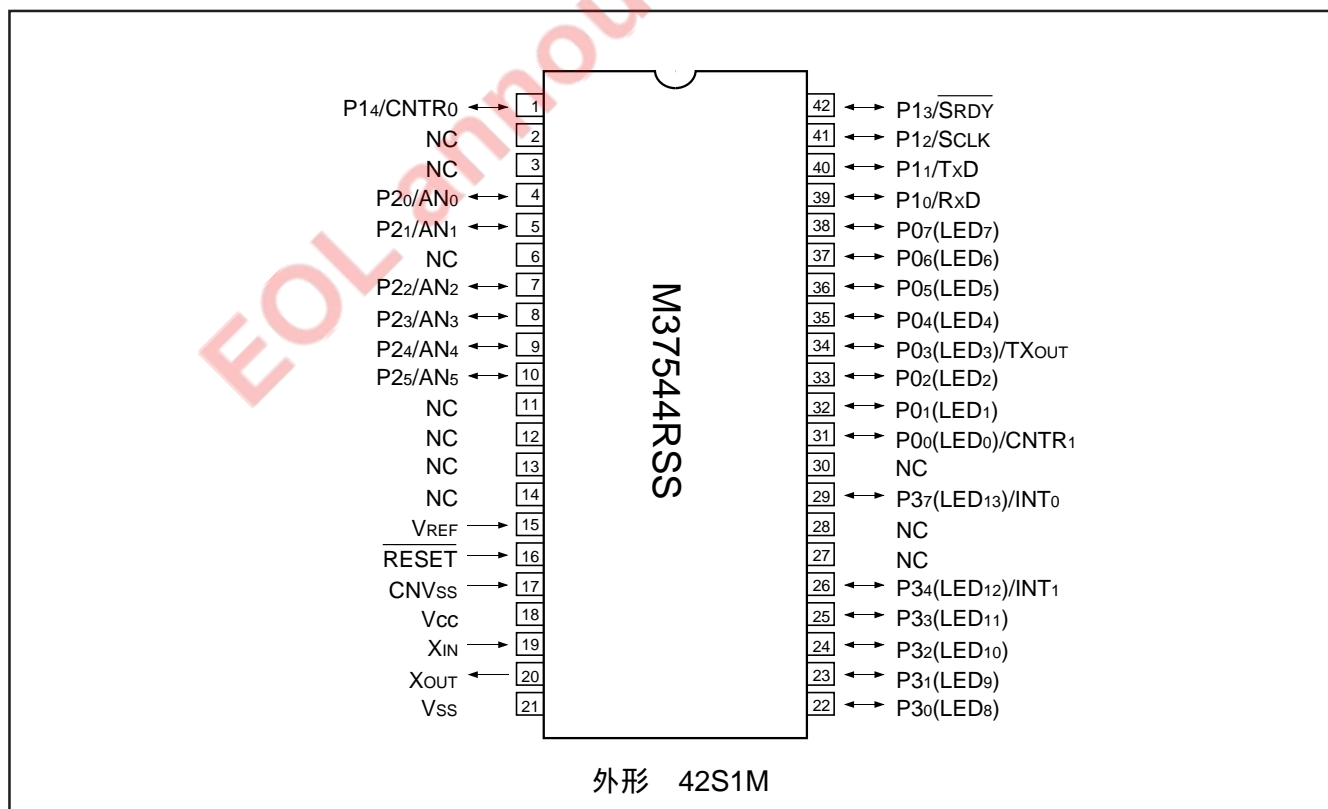 EOL annou
P14/CNTR0 1
NC 2
NC 3
P20/AN0 4
P21/AN1 5
NC 6
P22/AN2 7
P23/AN3 8
P24/AN4 9
P25/AN5 10
NC 11
NC 12
NC 13
NC 14
VREF 15
RESET 16
CNVSS 17
Vcc 18
XIN 19
XOUT 20
VSS 21
M37544RSS
42 P13/SRDY
41 P12/SCLK
40 P11/TxD
39 P10/RxD
38 P07(LED7)
37 P06(LED6)
36 P05(LED5)
35 P04(LED4)
34 P03(LED3)/TXOUT
33 P02(LED2)
32 P01(LED1)
31 P00(LED0)/CNTR1
30 NC
29 P37(LED13)/INT0
28 NC
27 NC
26 P34(LED12)/INT1
25 P33(LED11)
24 P32(LED10)
23 P31(LED9)
22 P30(LED8)
外形 42S1M